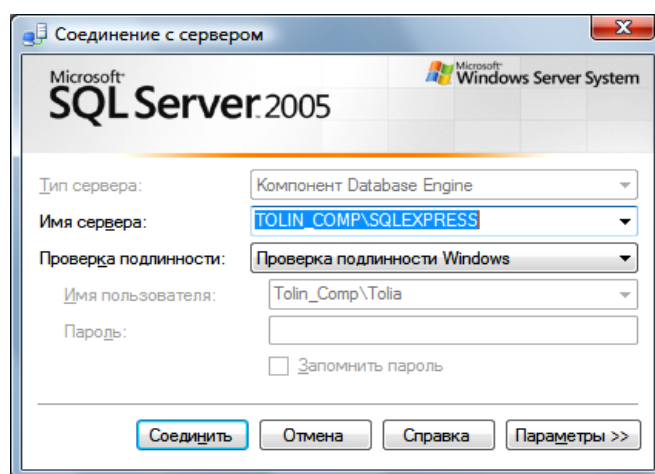 Соединение с сервером
Microsoft
SQL Server 2005
Microsoft
Windows Server System
Тип сервера: Компонент Database Engine
Имя сервера: TOLIN_COMP\SQLEXPRESS
Проверка подлинности: Проверка подлинности Windows
Имя пользователя: Tolin_Comp\Tolia
Пароль:
Запомнить пароль
Соединить Отмена Справка Параметры >>